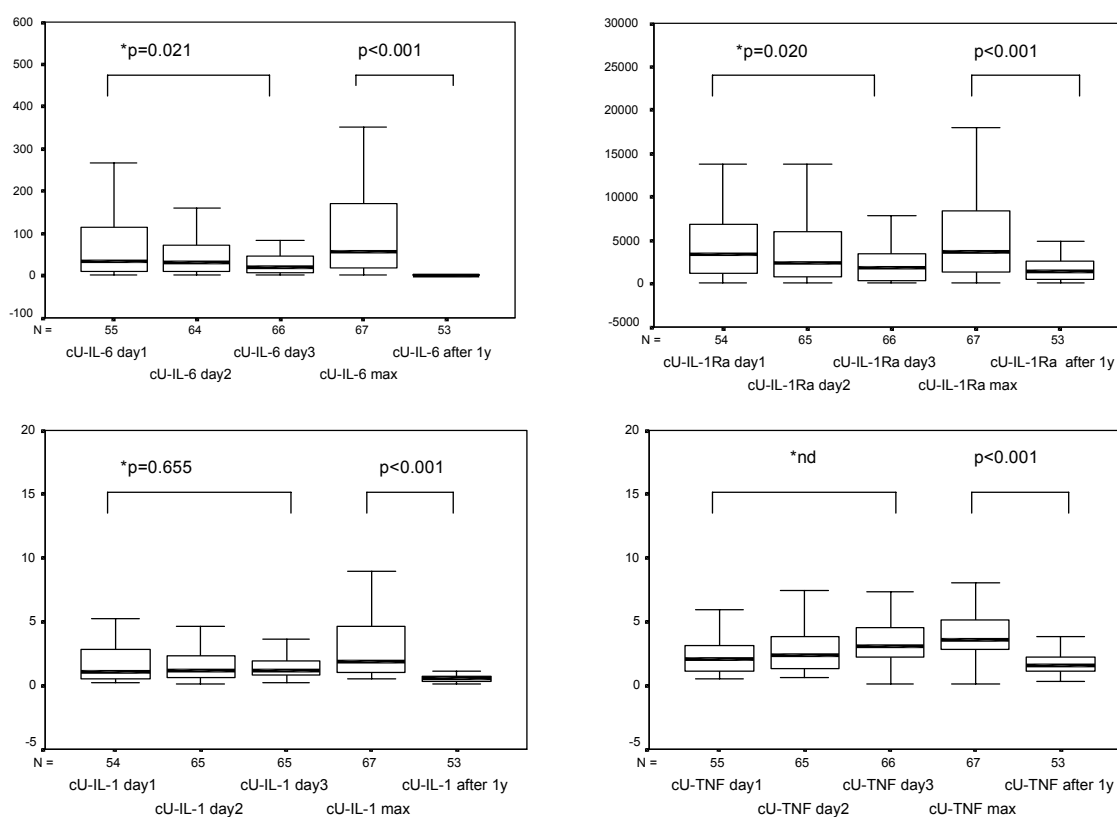 600
500
400
300
200
100
0
-100
*p=0.021
p<0.001
N =
55
64
66
67
53
cU-IL-6 day1
cU-IL-6 day3
cU-IL-6 after 1y
cU-IL-6 day2
cU-IL-6 max
30000
25000
20000
15000
10000
5000
0
-5000
*p=0.020
p<0.001
N =
54
65
66
67
53
cU-IL-1Ra day1
cU-IL-1Ra day3
cU-IL-1Ra after 1y
cU-IL-1Ra day2
cU-IL-1Ra max
20
15
10
5
0
-5
*p=0.655
p<0.001
N =
54
65
65
67
53
cU-IL-1 day1
cU-IL-1 day3
cU-IL-1 after 1y
cU-IL-1 day2
cU-IL-1 max
20
15
10
5
0
-5
*nd
p<0.001
N =
55
65
66
67
53
cU-TNF day1
cU-TNF day3
cU-TNF after 1y
cU-TNF day2
cU-TNF max